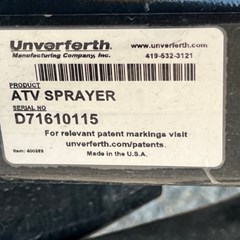 Unverferth® www.unverferth.com
Manufacturing Company, Inc. 419-532-3121
PRODUCT
ATV SPRAYER
SERIAL NO
D71610115
For relevant patent markings visit
unverferth.com/patents.
Made in the U.S.A.